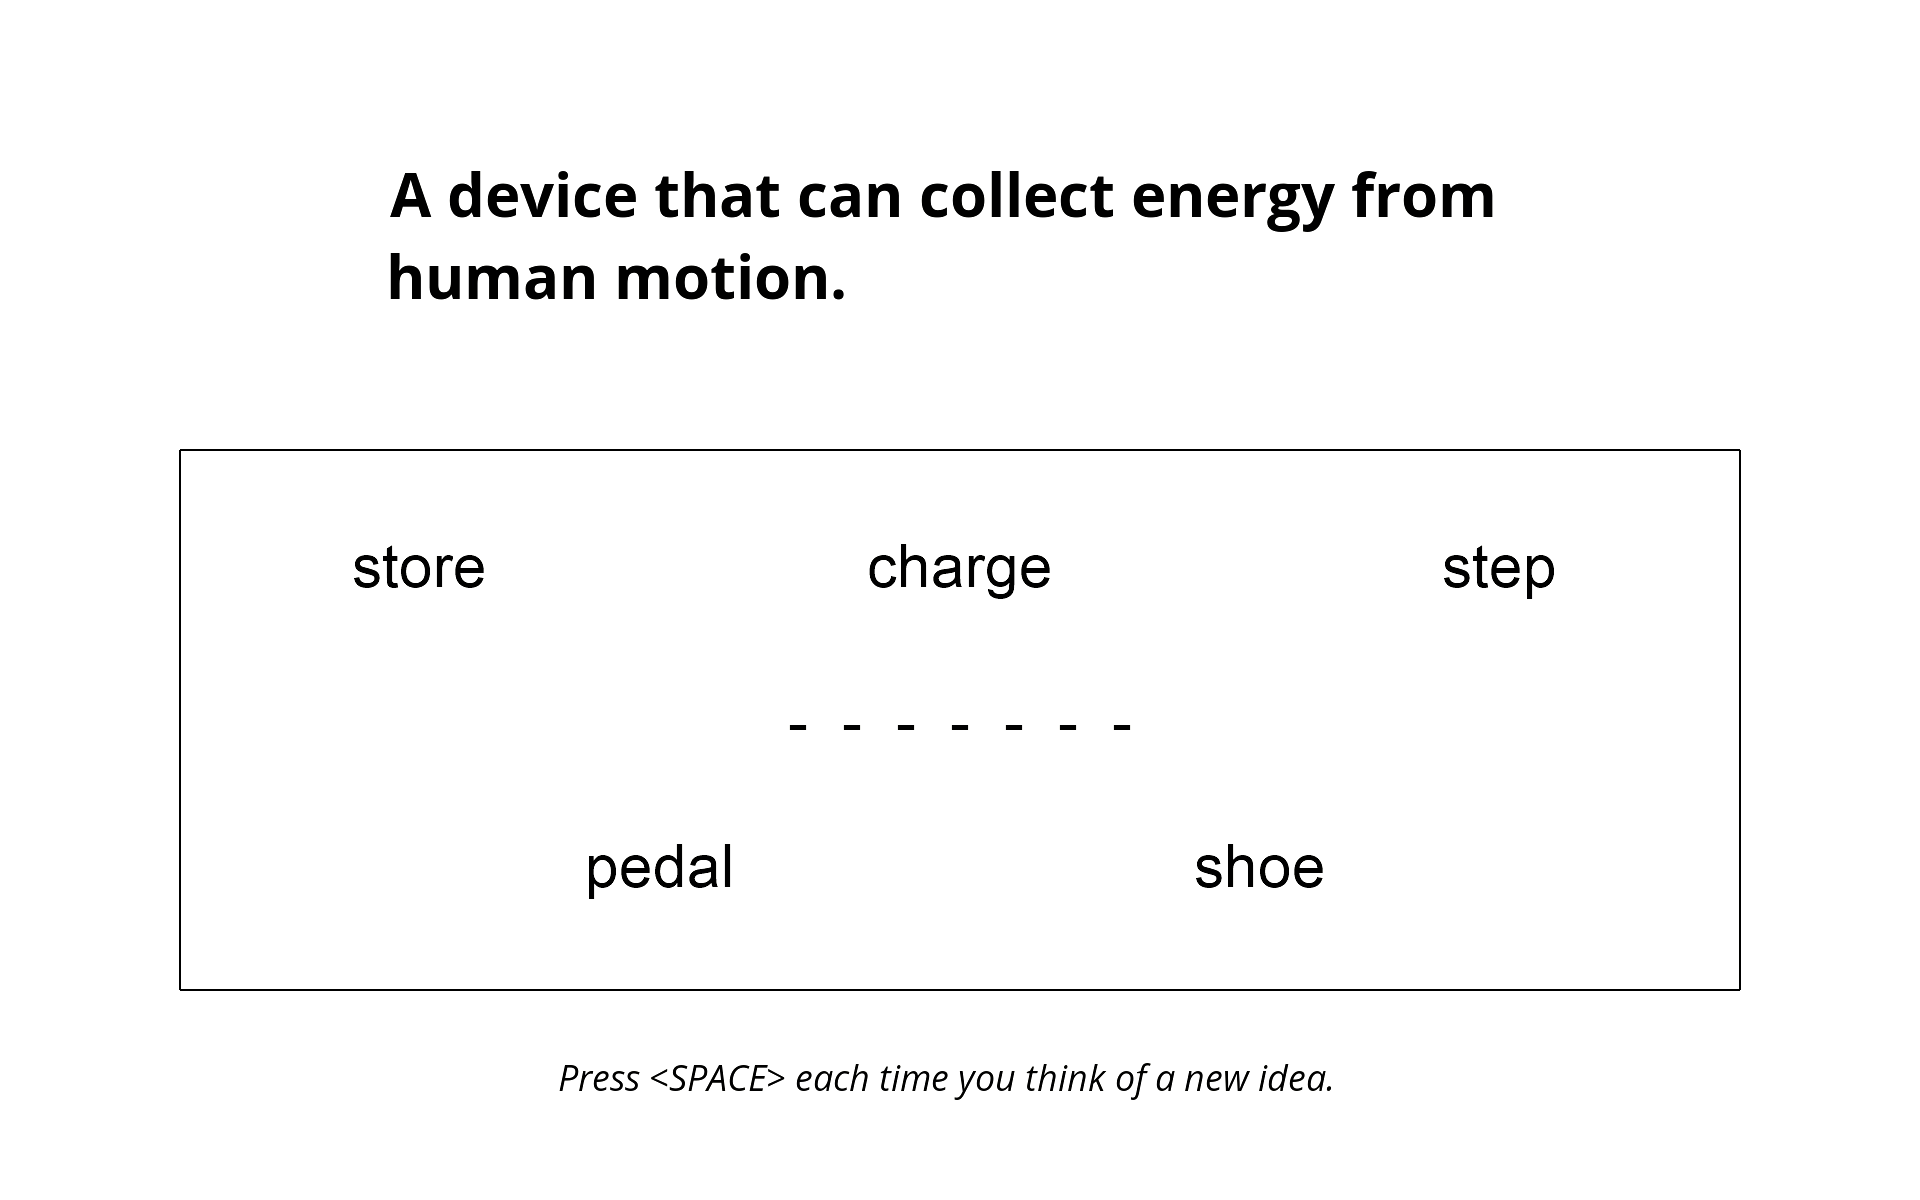 A device that can collect energy from
human motion.
store charge step
- - - - - - -
pedal shoe
Press <SPACE> each time you think of a new idea.